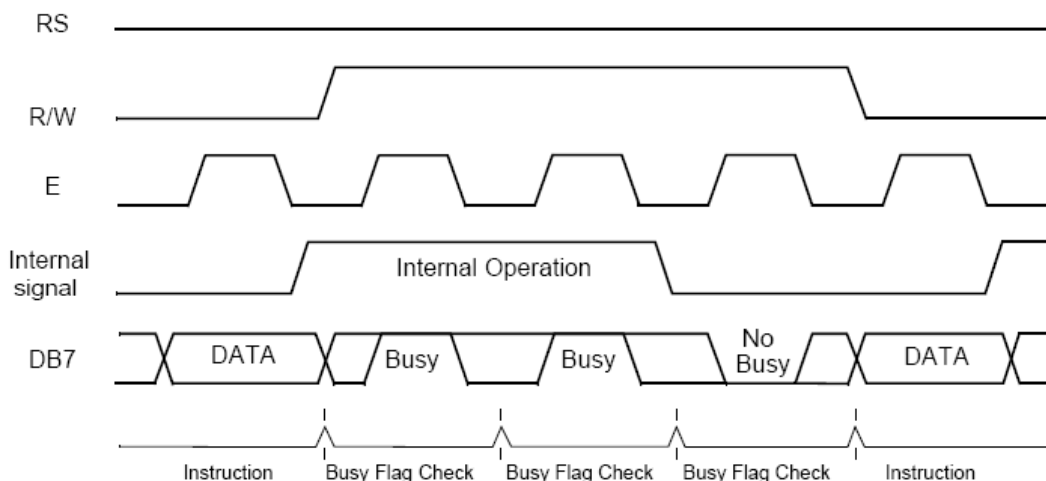 RS
R/W
E
Internal
signal
Internal Operation
DB7
DATA
Busy
Busy
No
Busy
DATA
Instruction
Busy Flag Check
Busy Flag Check
Busy Flag Check
Instruction